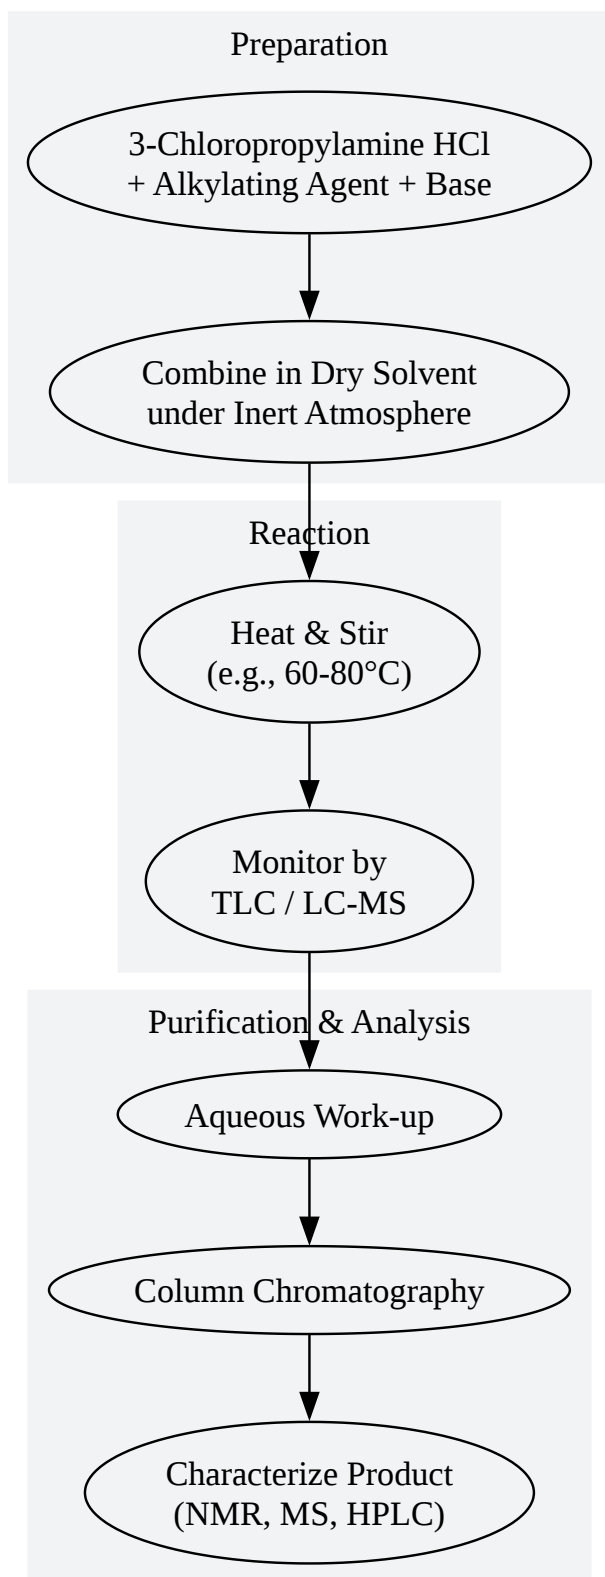 Preparation
3-Chloropropylamine HCl
+ Alkylating Agent + Base
Combine in Dry Solvent
under Inert Atmosphere
Reaction
Heat & Stir
(e.g., 60-80°C)
Monitor by
TLC / LC-MS
Purification & Analysis
Aqueous Work-up
Column Chromatography
Characterize Product
(NMR, MS, HPLC)